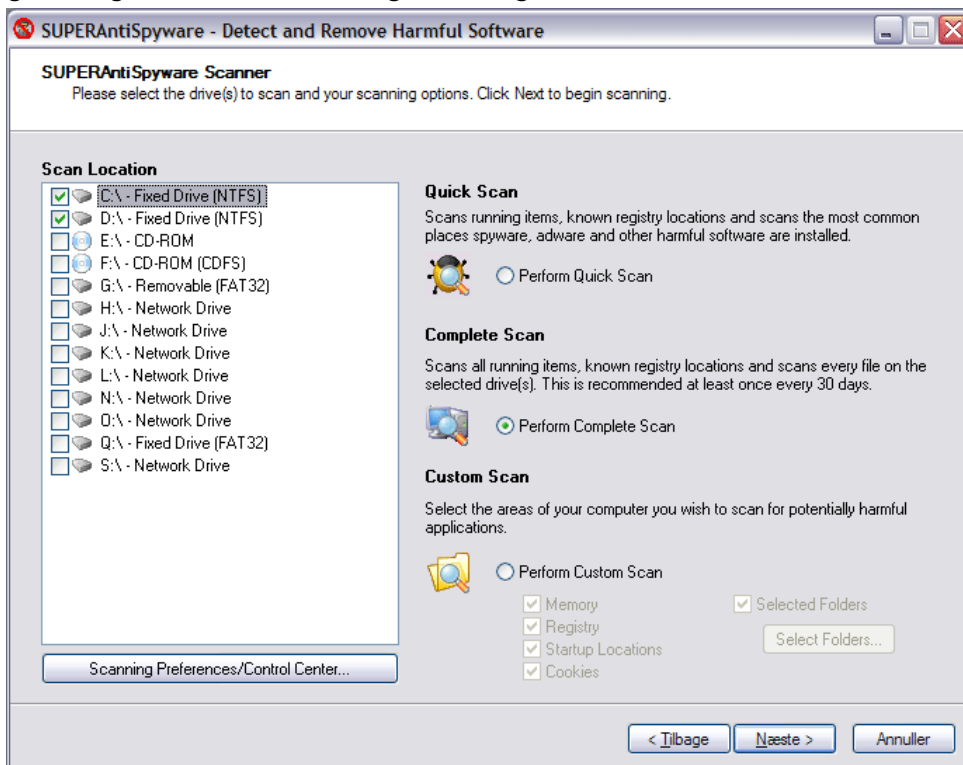 SUPERAntiSpyware - Detect and Remove Harmful Software
SUPERAntiSpyware Scanner
Please select the drive(s) to scan and your scanning options. Click Next to begin scanning.
Scan Location
C:\ - Fixed Drive (NTFS)
D:\ - Fixed Drive (NTFS)
E:\ - CD-ROM
F:\ - CD-ROM (CDFS)
G:\ - Removable (FAT32)
H:\ - Network Drive
J:\ - Network Drive
K:\ - Network Drive
L:\ - Network Drive
N:\ - Network Drive
O:\ - Network Drive
Q:\ - Fixed Drive (FAT32)
S:\ - Network Drive
Scanning Preferences/Control Center...
Quick Scan
Scans running items, known registry locations and scans the most common
places spyware, adware and other harmful software are installed.
Perform Quick Scan
Complete Scan
Scans all running items, known registry locations and scans every file on the
selected drive(s). This is recommended at least once every 30 days.
Perform Complete Scan
Custom Scan
Select the areas of your computer you wish to scan for potentially harmful
applications.
Perform Custom Scan
Memory
Registry
Startup Locations
Cookies
Selected Folders
Select Folders...
< Tilbage
Næste >
Annuller